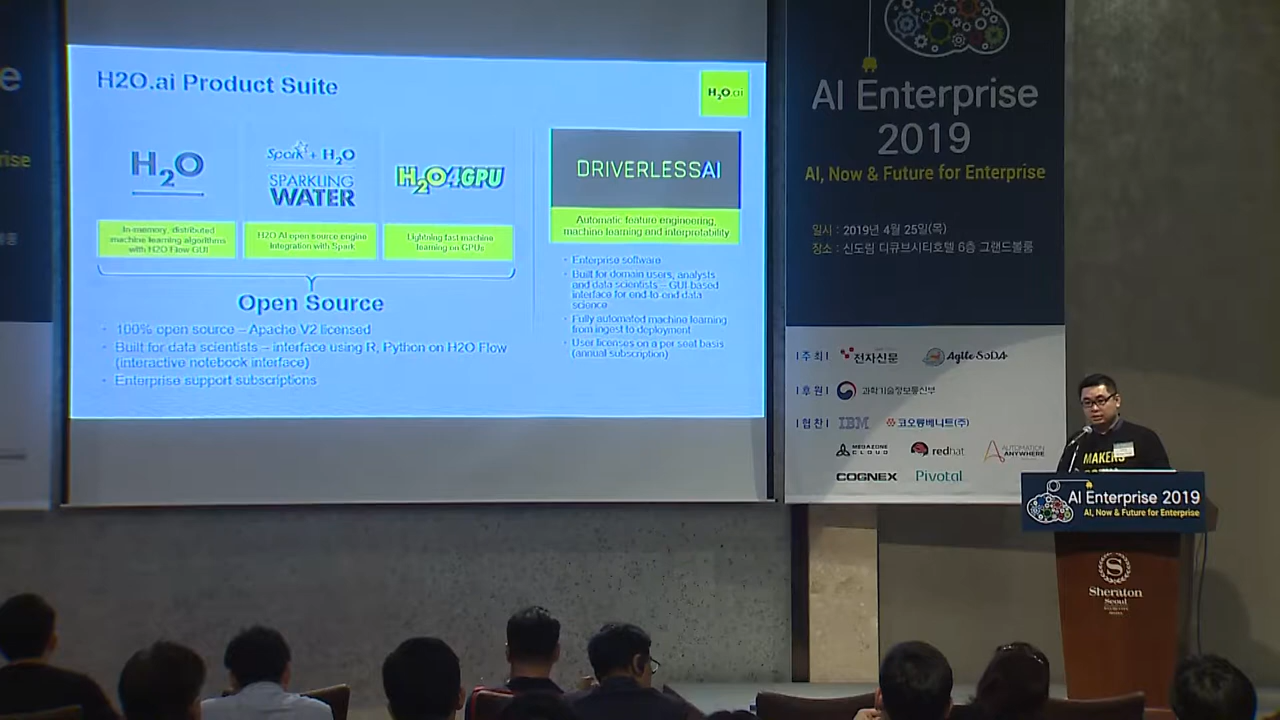 H2O.ai Product Suite
H2O.ai
H2O
Spark + H2O
SPARKLING
WATER
H2O4GPU
In-memory, distributed
machine learning algorithms
with H2O Flow GUI
H2O AI open source engine
integration with Spark
Lightning fast machine
learning on GPUs
Open Source
100% open source – Apache V2 licensed
Built for data scientists – interface using R, Python on H2O Flow
(interactive notebook interface)
Enterprise support subscriptions
DRIVERLESSAI
Automatic feature engineering,
machine learning and interpretability
Enterprise software
Built for domain users, analysts
and data scientists – GUI-based
interface for end-to-end data
science
Fully automated machine learning
from ingest to deployment
User licenses on a per seat basis
(annual subscription)
e
rise
AI Enterprise
2019
AI, Now & Future for Enterprise
일시 : 2019년 4월 25일(목)
장소 : 신도림 디큐브시티호텔 6층 그랜드볼룸
주최 전자신문 Agile SoDA
후원 과학기술정보통신부
협찬 IBM 코오롱베니트(주)
MEGAZONE CLOUD redhat AUTOMATION ANYWHERE
COGNEX Pivotal
MAKERS
AI Enterprise 2019
AI, Now & Future for Enterprise
S
Sheraton
Seoul